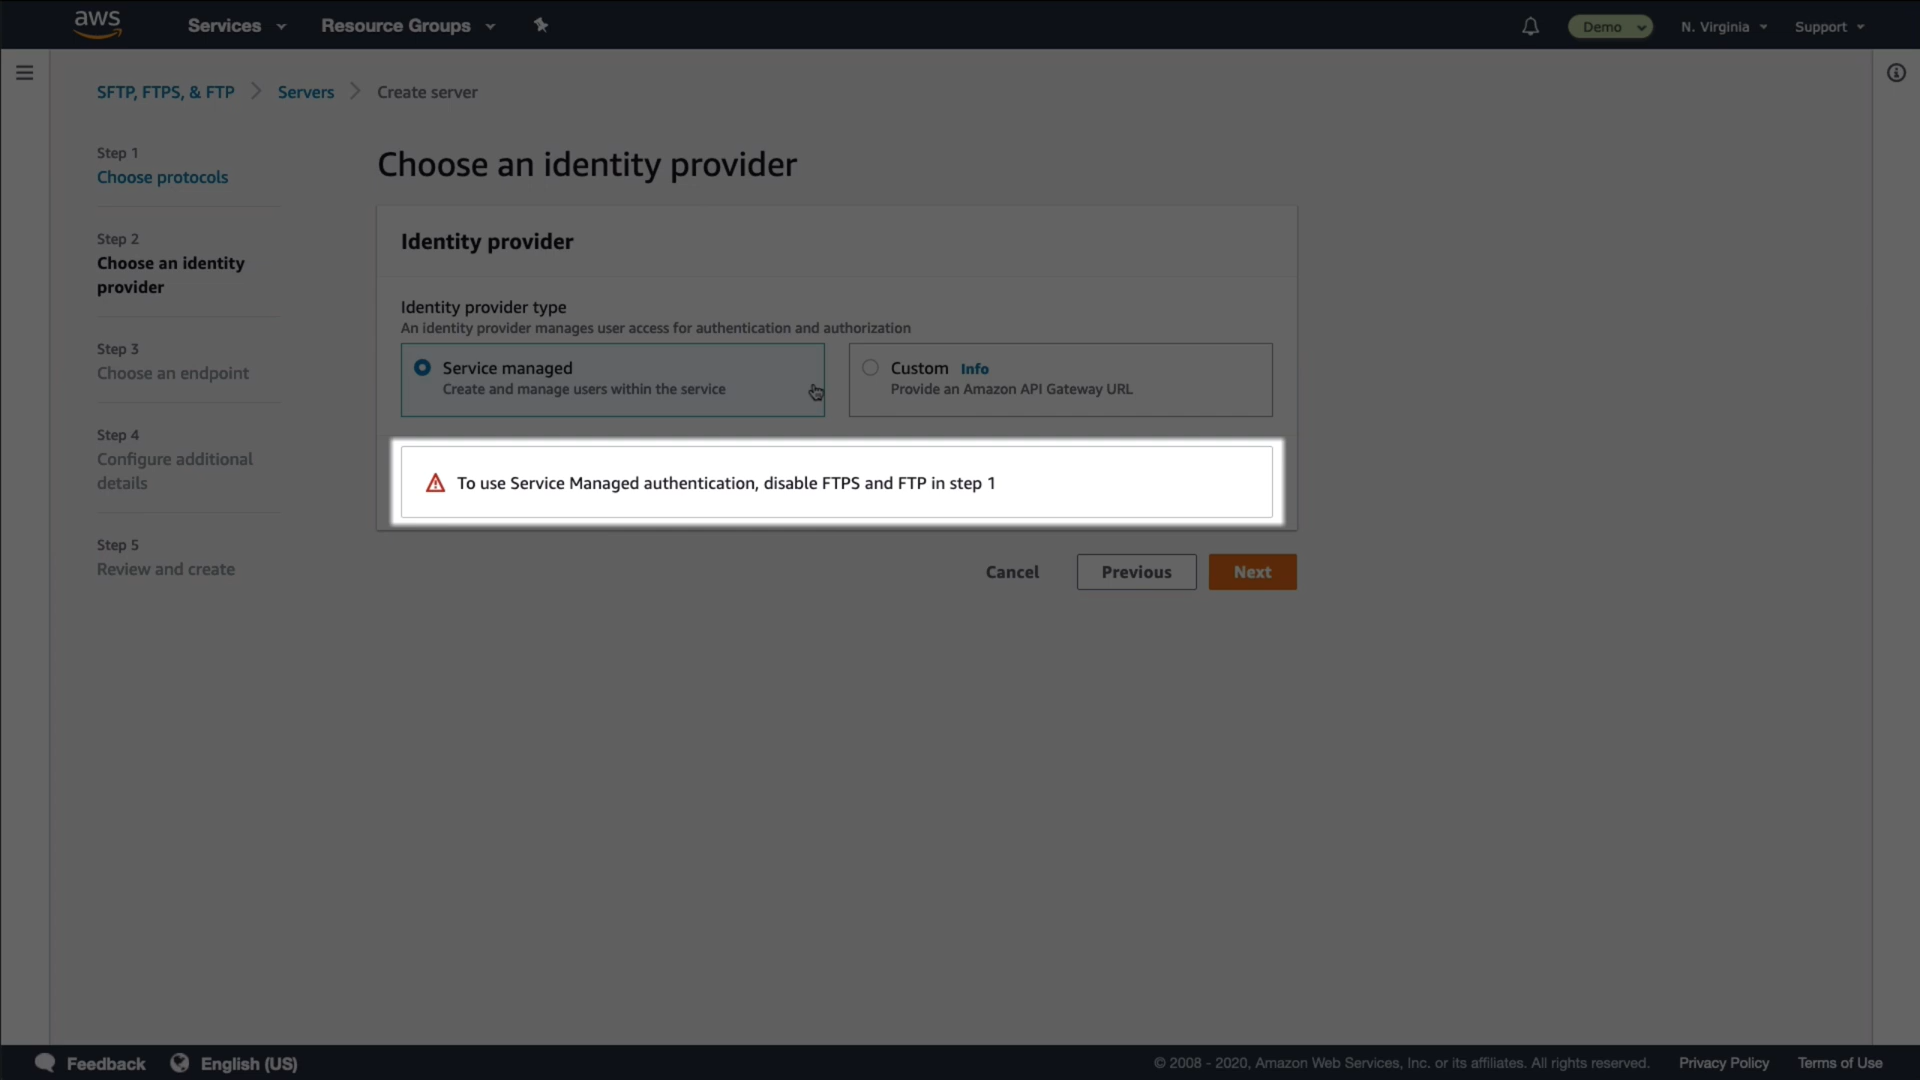 aws
Services
Resource Groups
Demo
N. Virginia
Support
SFTP, FTPS, & FTP
Servers
Create server
Step 1
Choose protocols
Step 2
Choose an identity
provider
Step 3
Choose an endpoint
Step 4
Configure additional
details
Step 5
Review and create
Choose an identity provider
Identity provider
Identity provider type
An identity provider manages user access for authentication and authorization
Service managed
Create and manage users within the service
Custom Info
Provide an Amazon API Gateway URL
To use Service Managed authentication, disable FTPS and FTP in step 1
Cancel
Previous
Next
Feedback
English (US)
© 2008 - 2020, Amazon Web Services, Inc. or its affiliates. All rights reserved.
Privacy Policy
Terms of Use